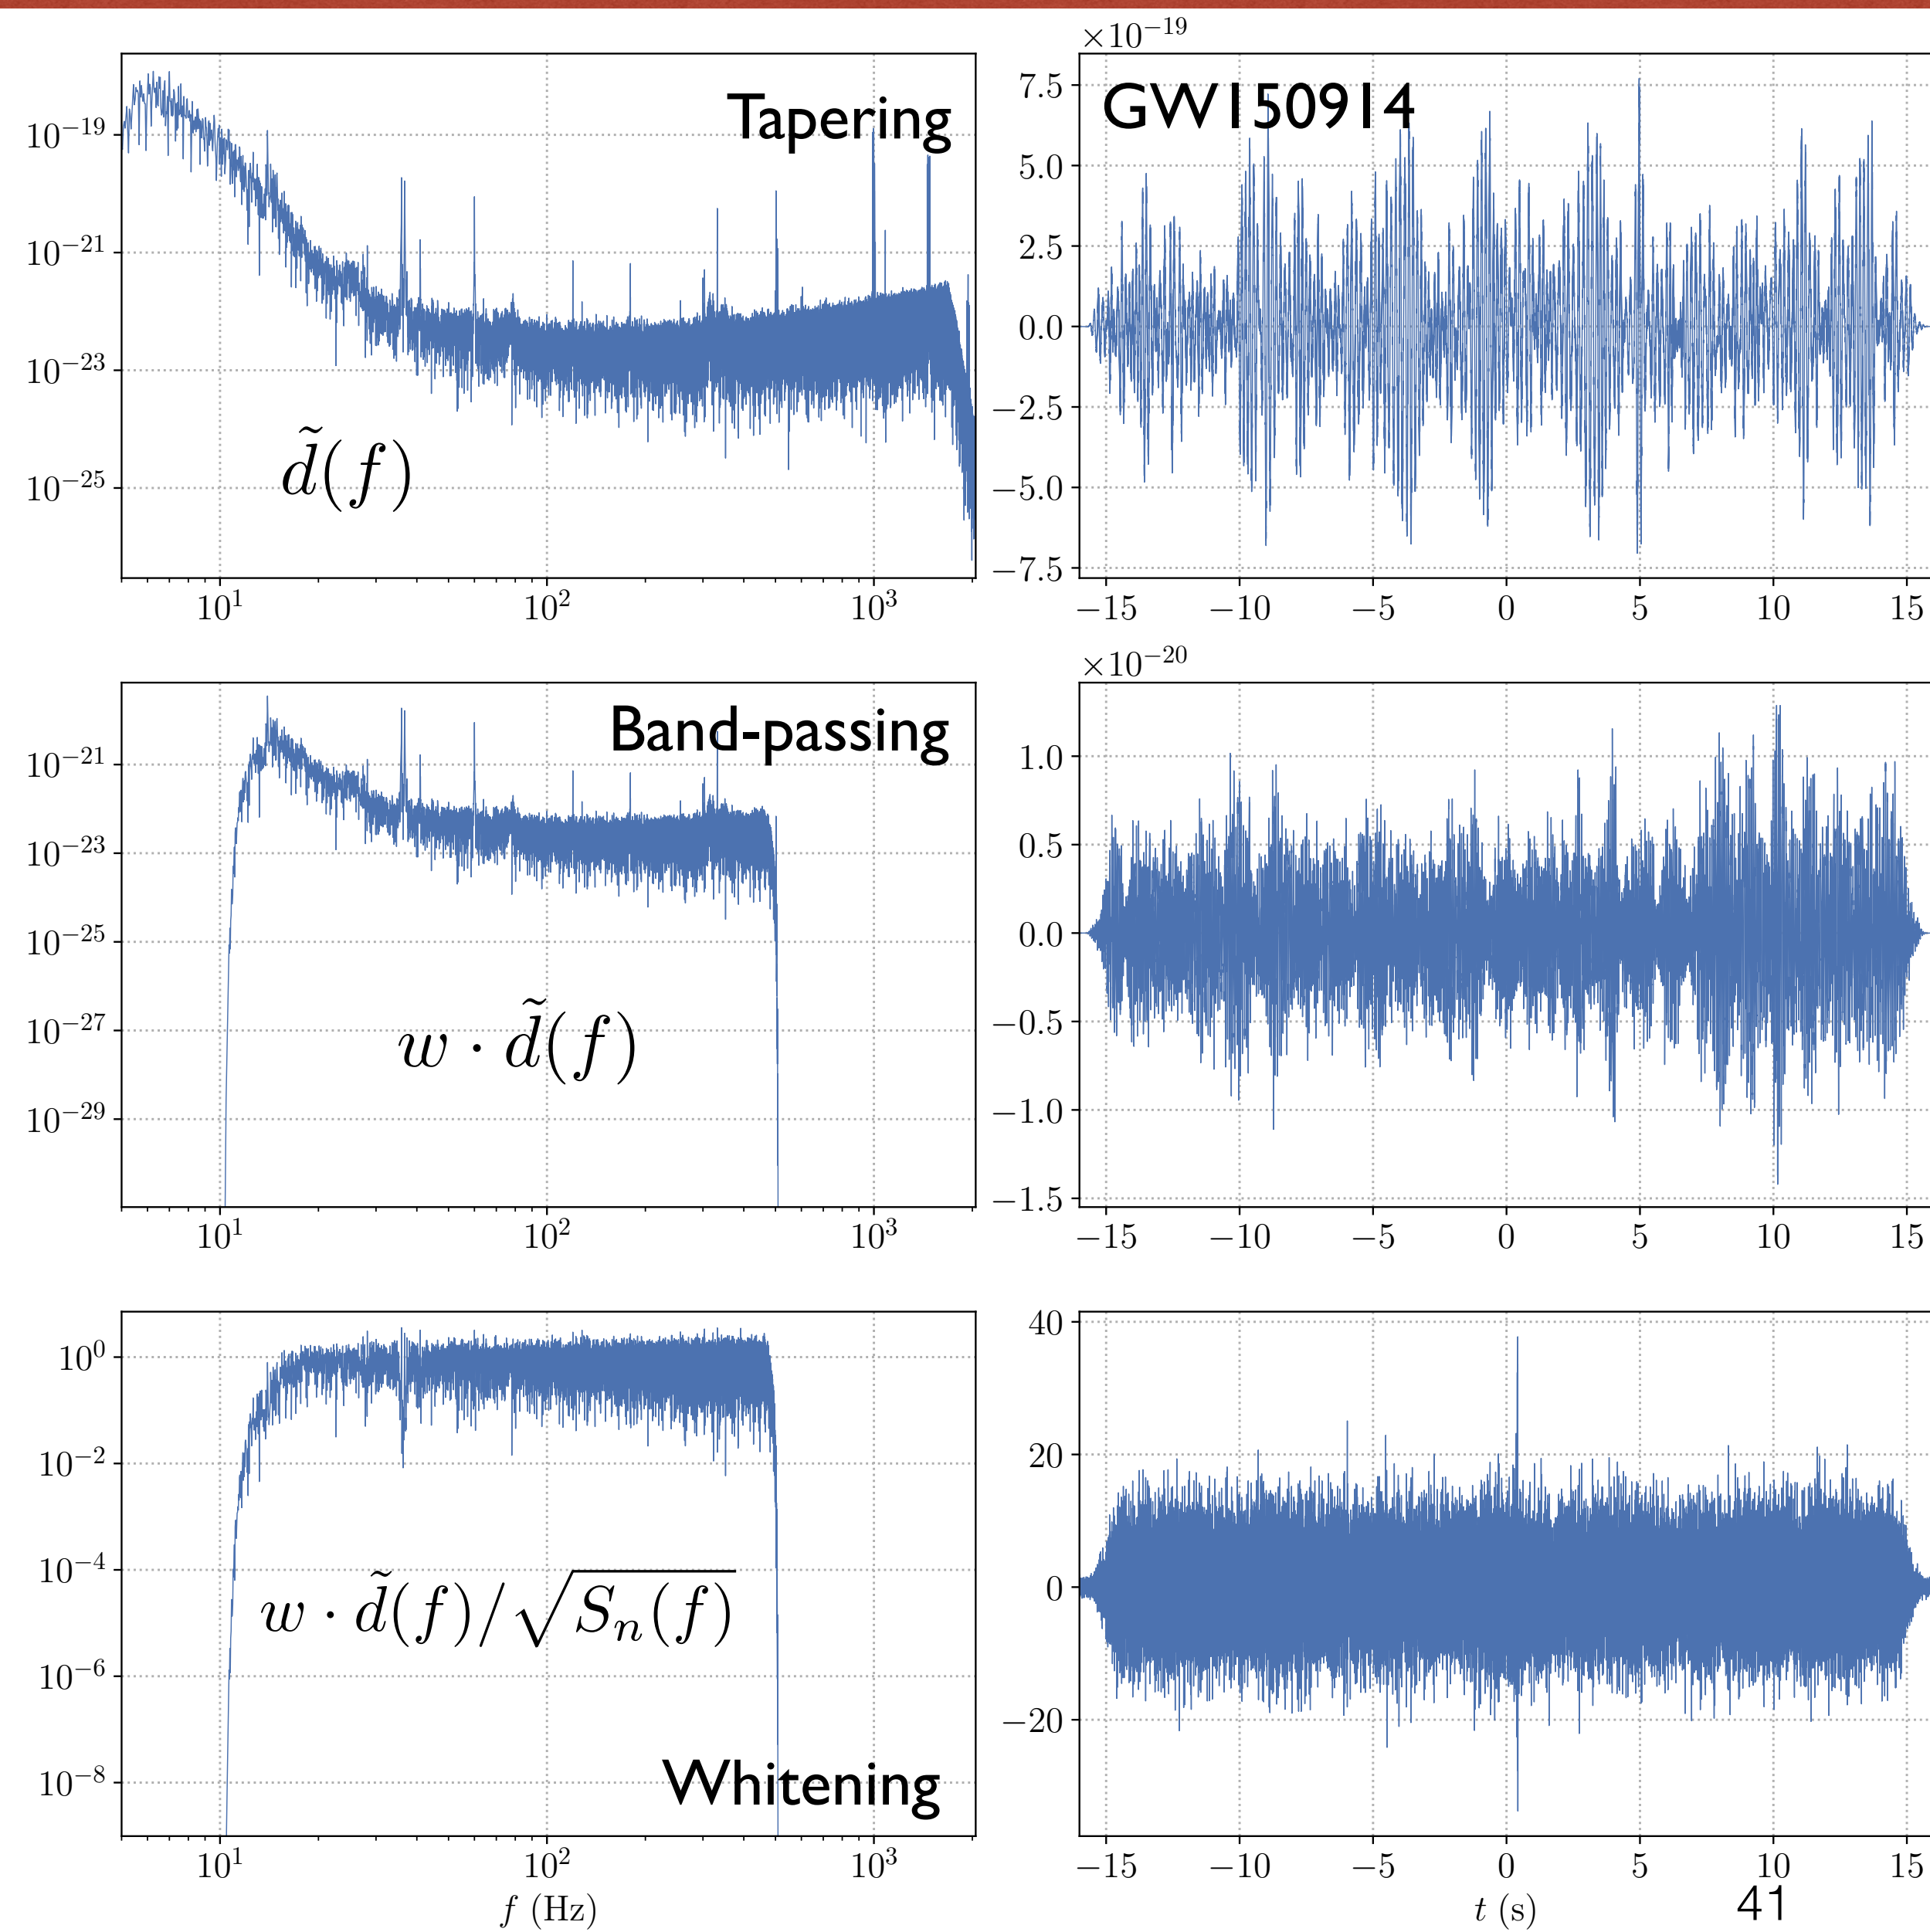 ×10⁻¹⁹
Tapering
GW150914
10⁻¹⁹
10⁻²¹
10⁻²³
10⁻²⁵
d̃(f)
10¹ 10² 10³
7.5
5.0
2.5
0.0
−2.5
−5.0
−7.5
−15 −10 −5 0 5 10 15
×10⁻²⁰
Band-passing
10⁻²¹
10⁻²³
10⁻²⁵
10⁻²⁷
10⁻²⁹
w · d̃(f)
10¹ 10² 10³
1.0
0.5
0.0
−0.5
−1.0
−1.5
−15 −10 −5 0 5 10 15
10⁰
10⁻²
10⁻⁴
10⁻⁶
10⁻⁸
w · d̃(f)/√Sₙ(f)
Whitening
10¹ 10² 10³
f (Hz)
40
20
0
−20
−15 −10 −5 0 5 10 15
t (s)
41